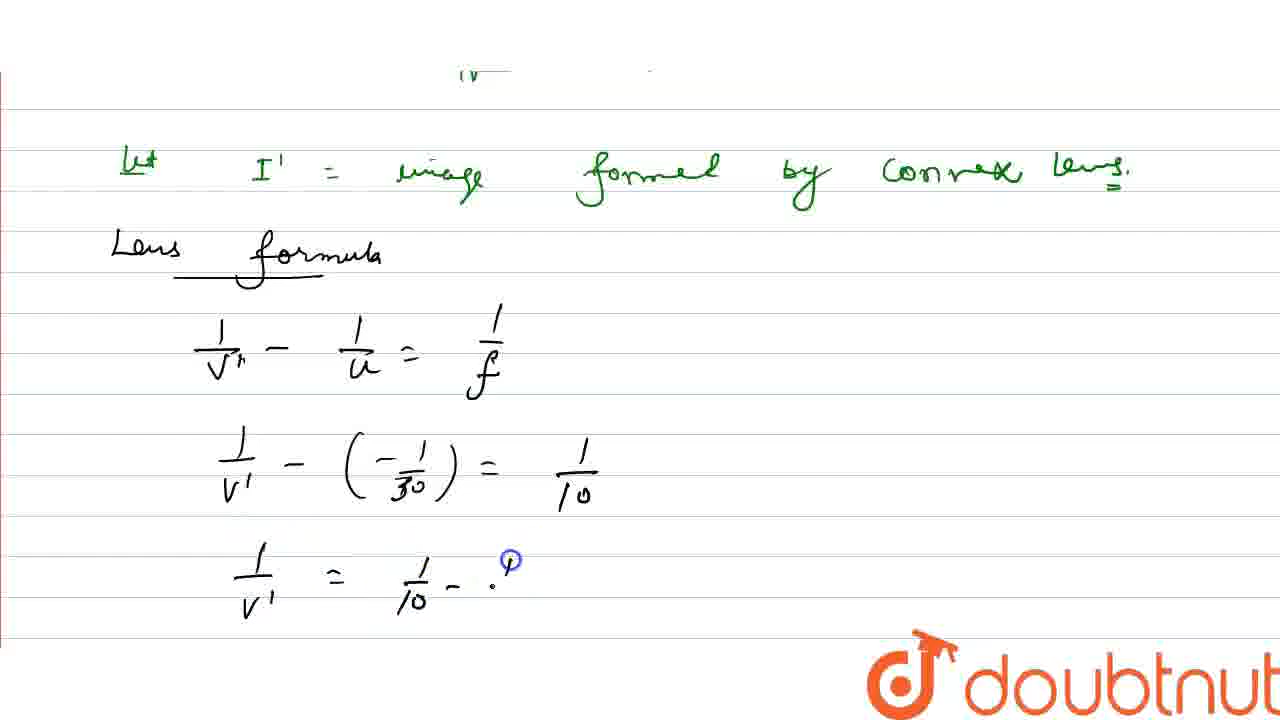 Let I' = image formed by convex lens.
Lens formula
1/v' - 1/u = 1/f
1/v' - (-1/30) = 1/10
1/v' = 1/10 -
doubtnut